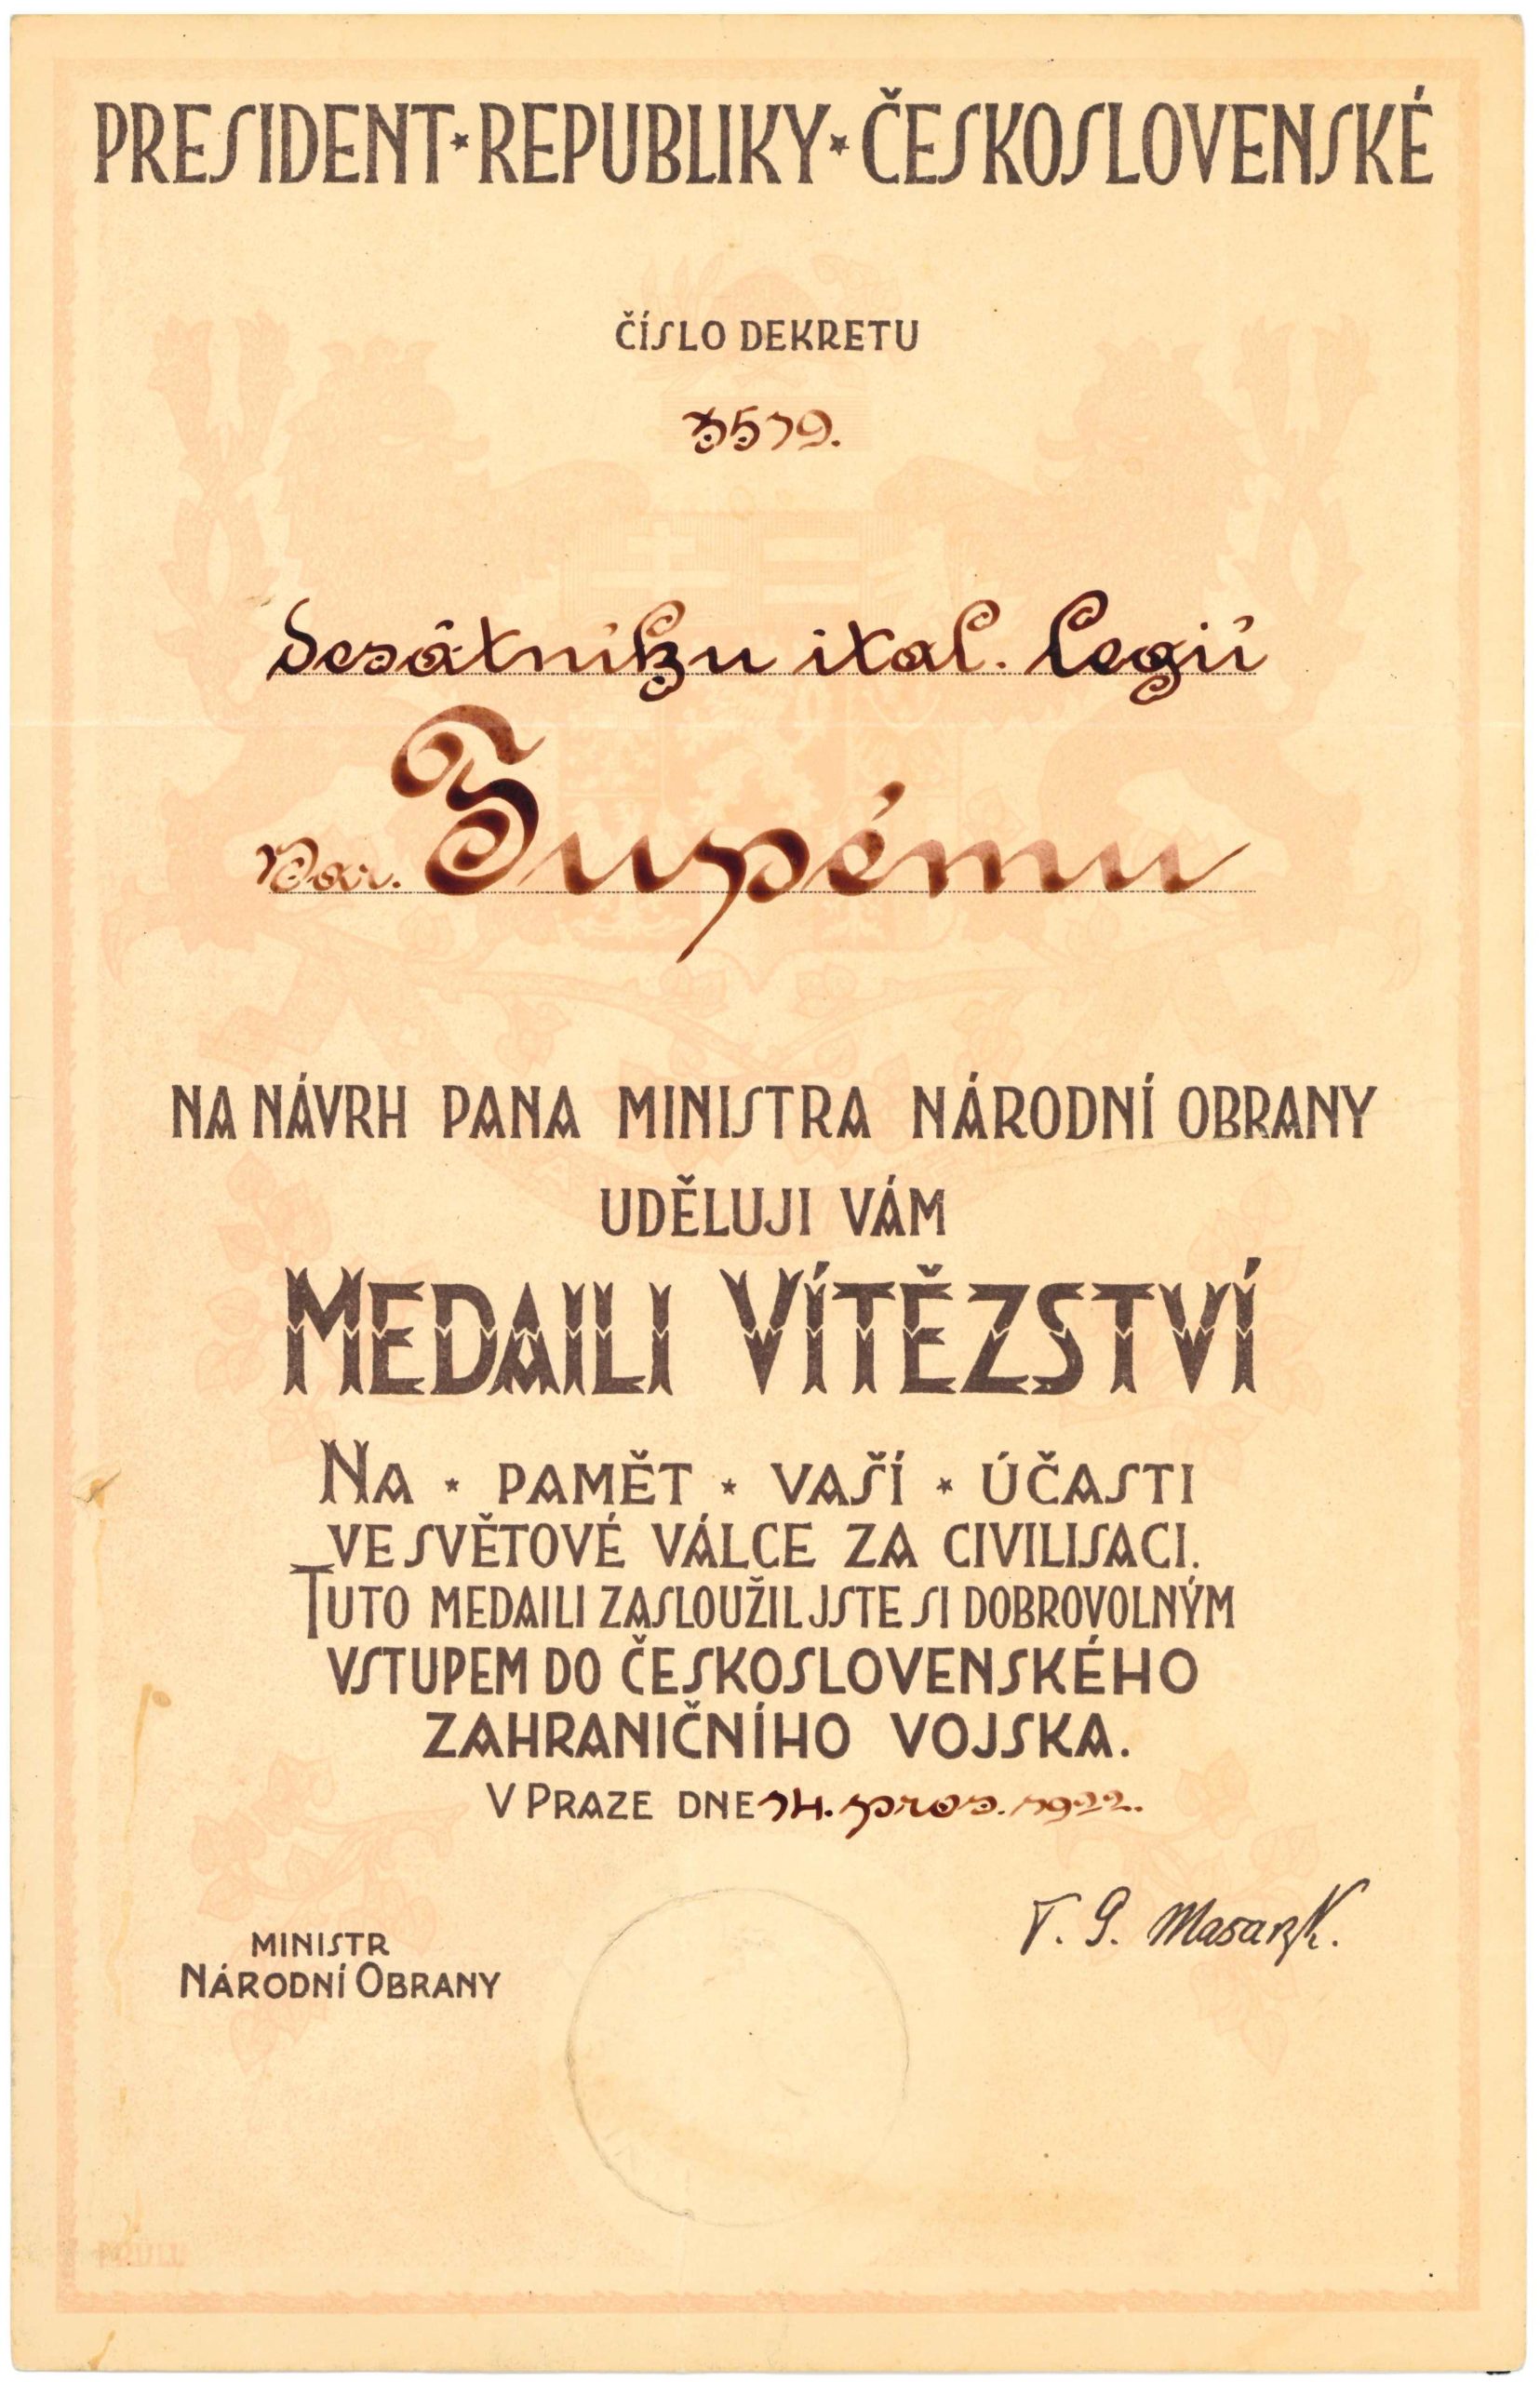 PRESIDENT * REPUBLIKY * ČESKOSLOVENSKÉ
ČÍSLO DEKRETU
desátníku ital. legií
Tupému
NA NÁVRH PANA MINISTRA NÁRODNÍ OBRANY
UDĚLUJI VÁM
MEDAILI VÍTĚZSTVÍ
NA * PAMĚT * VAŠÍ * ÚČASTI
VE SVĚTOVÉ VÁLCE ZA CIVILISACI.
TUTO MEDAILI ZASLOUŽIL JSTE SI DOBROVOLNÝM
VSTUPEM DO ČESKOSLOVENSKÉHO
ZAHRANIČNÍHO VOJSKA.
V PRAZE DNE 14. pros. 1922.
T. G. Masaryk.
MINISTR
NÁRODNÍ OBRANY